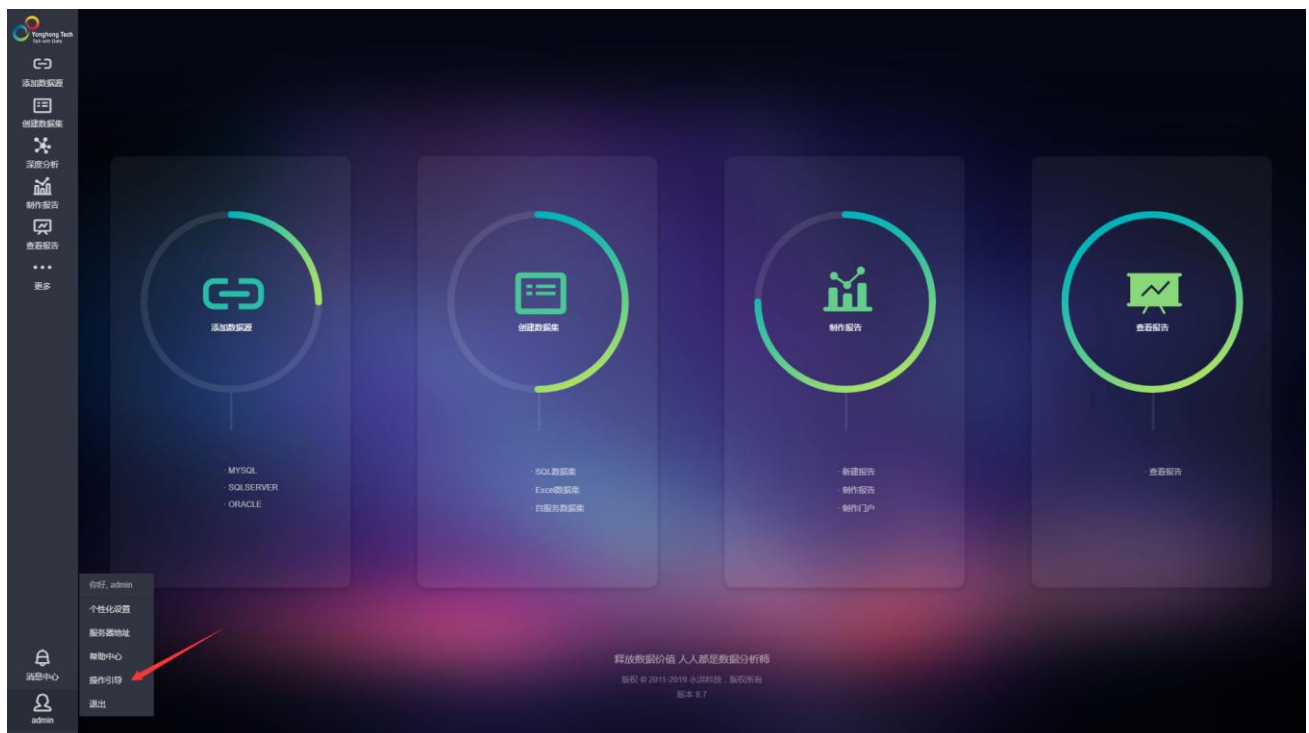 Yonghong Tech
Talk with Data
添加数据源
创建数据集
深度分析
制作报告
查看报告
更多
添加数据源
· MYSQL
· SQLSERVER
· ORACLE
创建数据集
· SQL数据集
· Excel数据集
· 自服务数据集
制作报告
· 新建报告
· 制作报告
· 制作门户
查看报告
· 查看报告
你好, admin
个性化设置
服务器地址
帮助中心
操作引导
退出
消息中心
admin
释放数据价值 人人都是数据分析师
版权 © 2011-2019 永洪科技，版权所有
版本 8.7